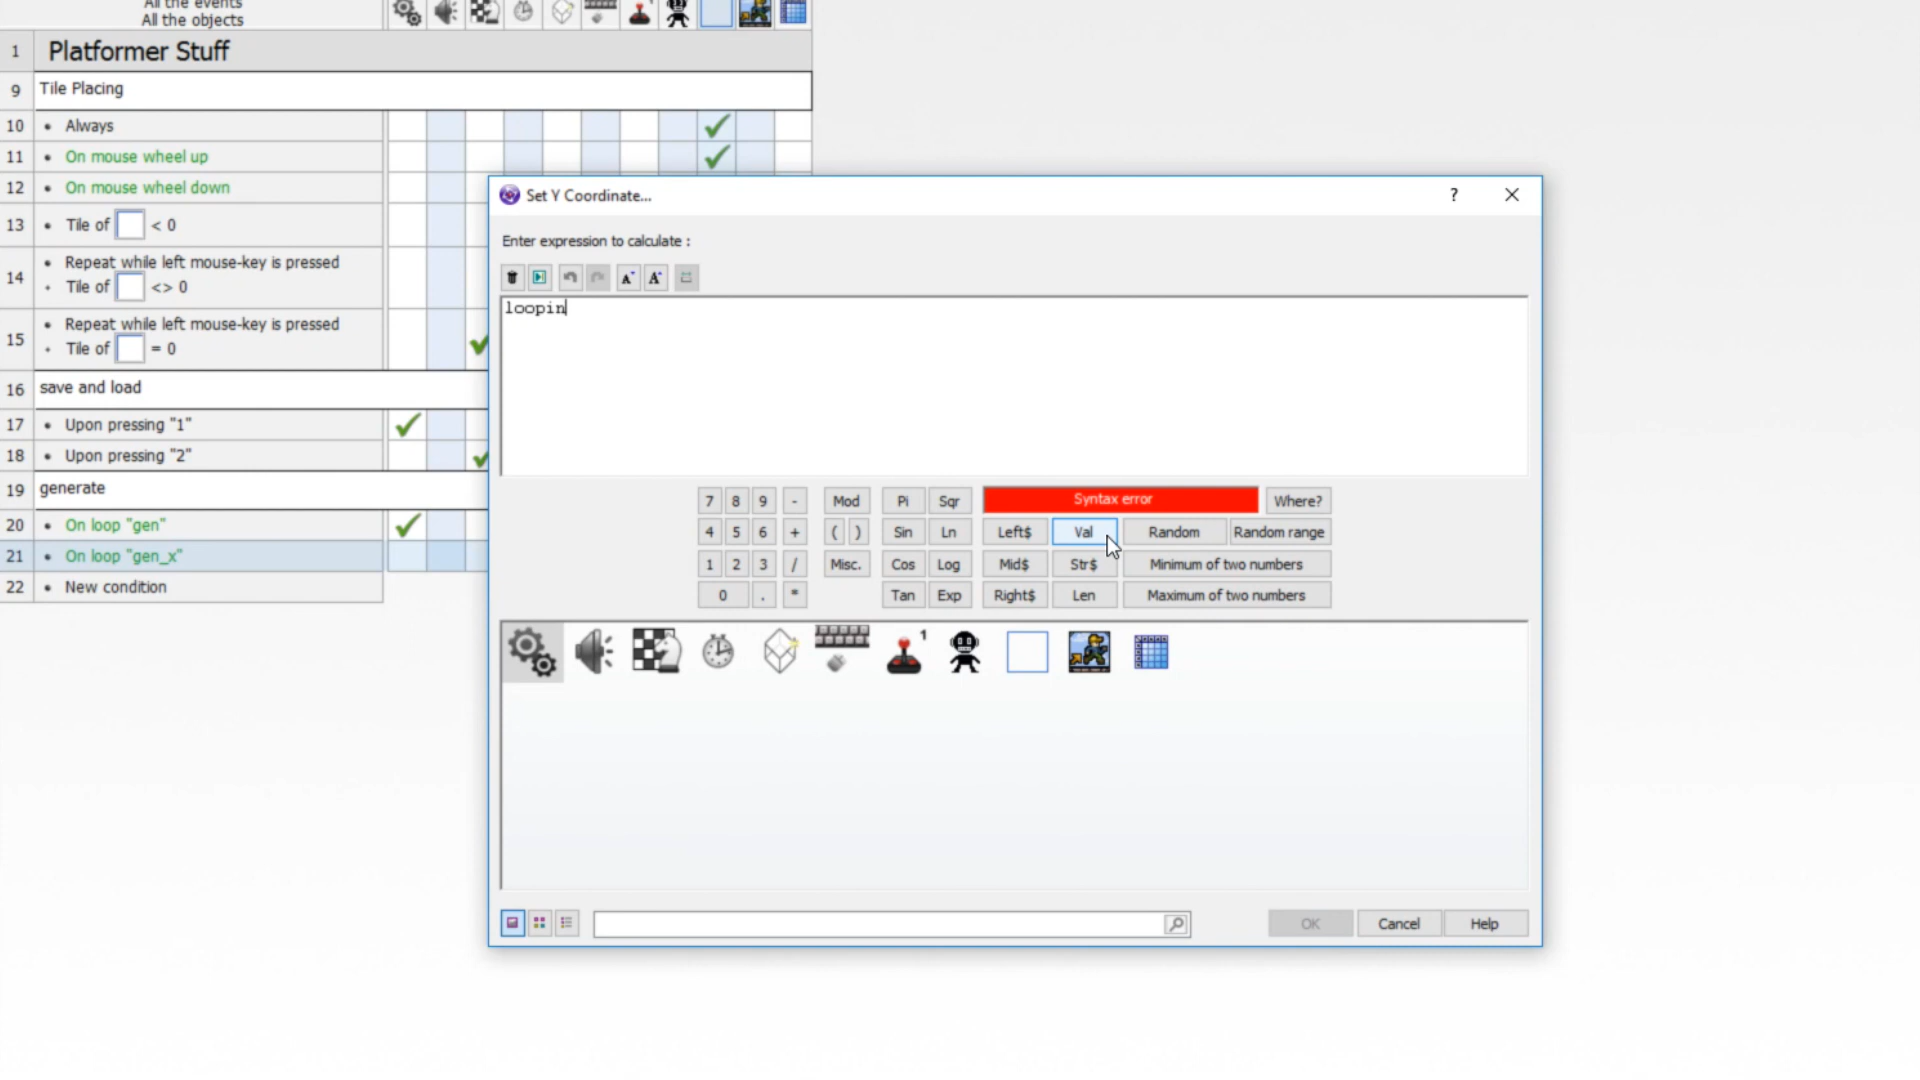 All the events
All the objects
1 Platformer Stuff
9 Tile Placing
10 • Always
11 • On mouse wheel up
12 • On mouse wheel down
13 • Tile of < 0
14 • Repeat while left mouse-key is pressed
• Tile of <> 0
15 • Repeat while left mouse-key is pressed
• Tile of = 0
16 save and load
17 • Upon pressing "1"
18 • Upon pressing "2"
19 generate
20 • On loop "gen"
21 • On loop "gen_x"
22 • New condition
Set Y Coordinate...
?
Enter expression to calculate :
A A
loopin
7 8 9 - Mod Pi Sqr Syntax error Where?
4 5 6 + ( ) Sin Ln Left$ Val Random Random range
1 2 3 / Misc. Cos Log Mid$ Str$ Minimum of two numbers
0 . * Tan Exp Right$ Len Maximum of two numbers
1
OK Cancel Help